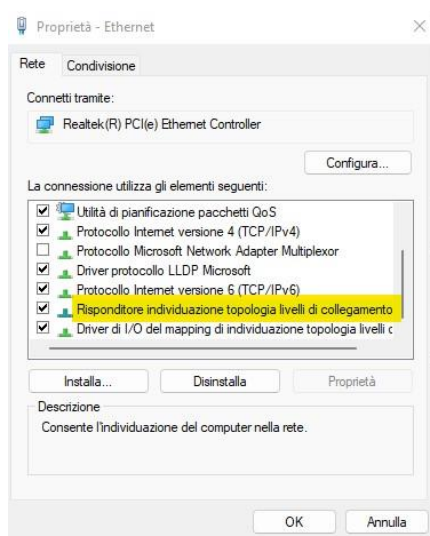 Proprietà - Ethernet
Rete Condivisione
Connetti tramite:
Realtek(R) PCI(e) Ethernet Controller
Configura...
La connessione utilizza gli elementi seguenti:
Utilità di pianificazione pacchetti QoS
Protocollo Internet versione 4 (TCP/IPv4)
Protocollo Microsoft Network Adapter Multiplexor
Driver protocollo LLDP Microsoft
Protocollo Internet versione 6 (TCP/IPv6)
Risponditore individuazione topologia livelli di collegamento
Driver di I/O del mapping di individuazione topologia livelli c
Installa... Disinstalla Proprietà
Descrizione
Consente l'individuazione del computer nella rete.
OK Annulla